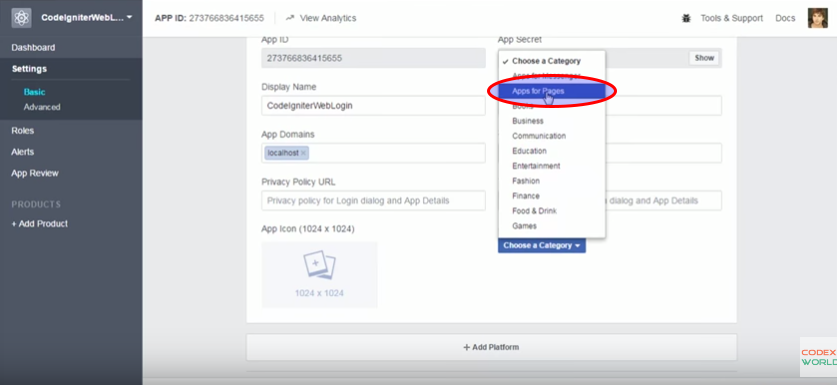 CodeIgniterWebL...
APP ID: 273766836415655
View Analytics
Tools & Support
Docs
Dashboard
Settings
Basic
Advanced
Roles
Alerts
App Review
PRODUCTS
+ Add Product
App ID
App Secret
273766836415655
Show
Display Name
CodeIgniterWebLogin
App Domains
localhost ×
Privacy Policy URL
Privacy policy for Login dialog and App Details
dialog and App Details
App Icon (1024 x 1024)
1024 x 1024
✓ Choose a Category
Apps for Messenger
Apps for Pages
Books
Business
Communication
Education
Entertainment
Fashion
Finance
Food & Drink
Games
Choose a Category
+ Add Platform
CODEX
WORLD